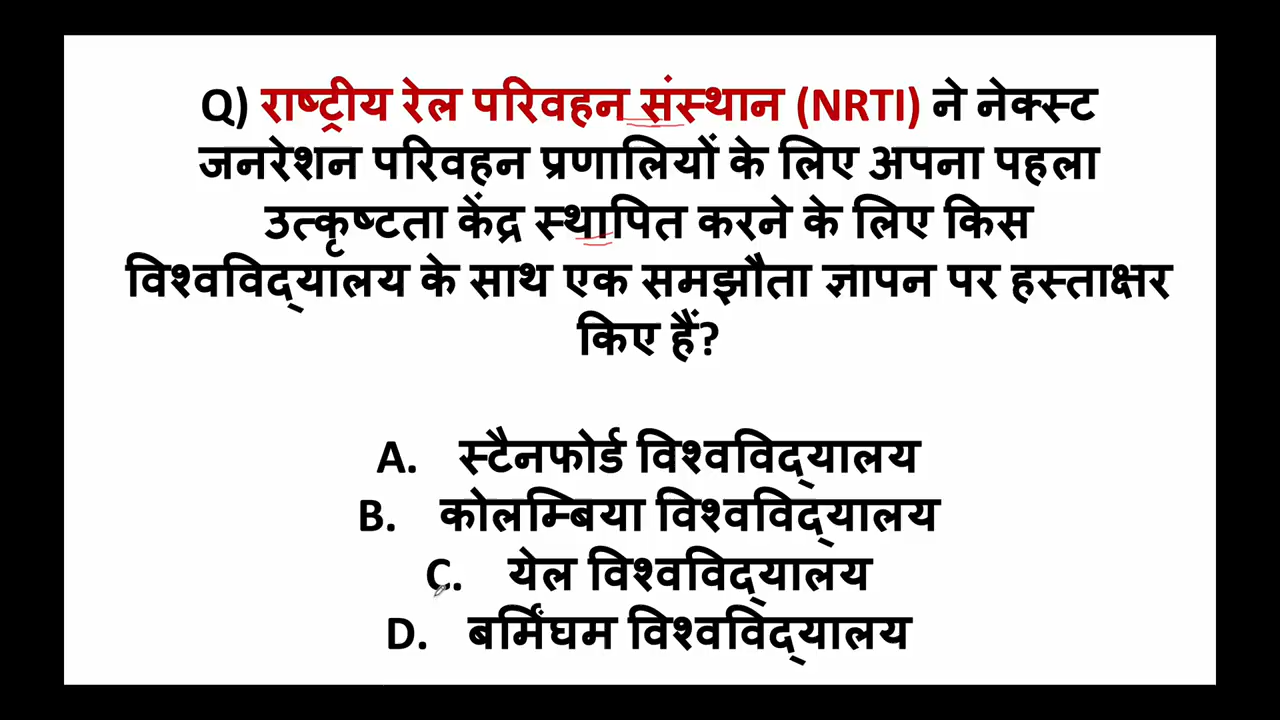 Q) राष्ट्रीय रेल परिवहन संस्थान (NRTI) ने नेक्स्ट
जनरेशन परिवहन प्रणालियों के लिए अपना पहला
उत्कृष्टता केंद्र स्थापित करने के लिए किस
विश्वविद्यालय के साथ एक समझौता ज्ञापन पर हस्ताक्षर
किए हैं?
A. स्टैनफोर्ड विश्वविद्यालय
B. कोलम्बिया विश्वविद्यालय
C. येल विश्वविद्यालय
D. बर्मिंघम विश्वविद्यालय